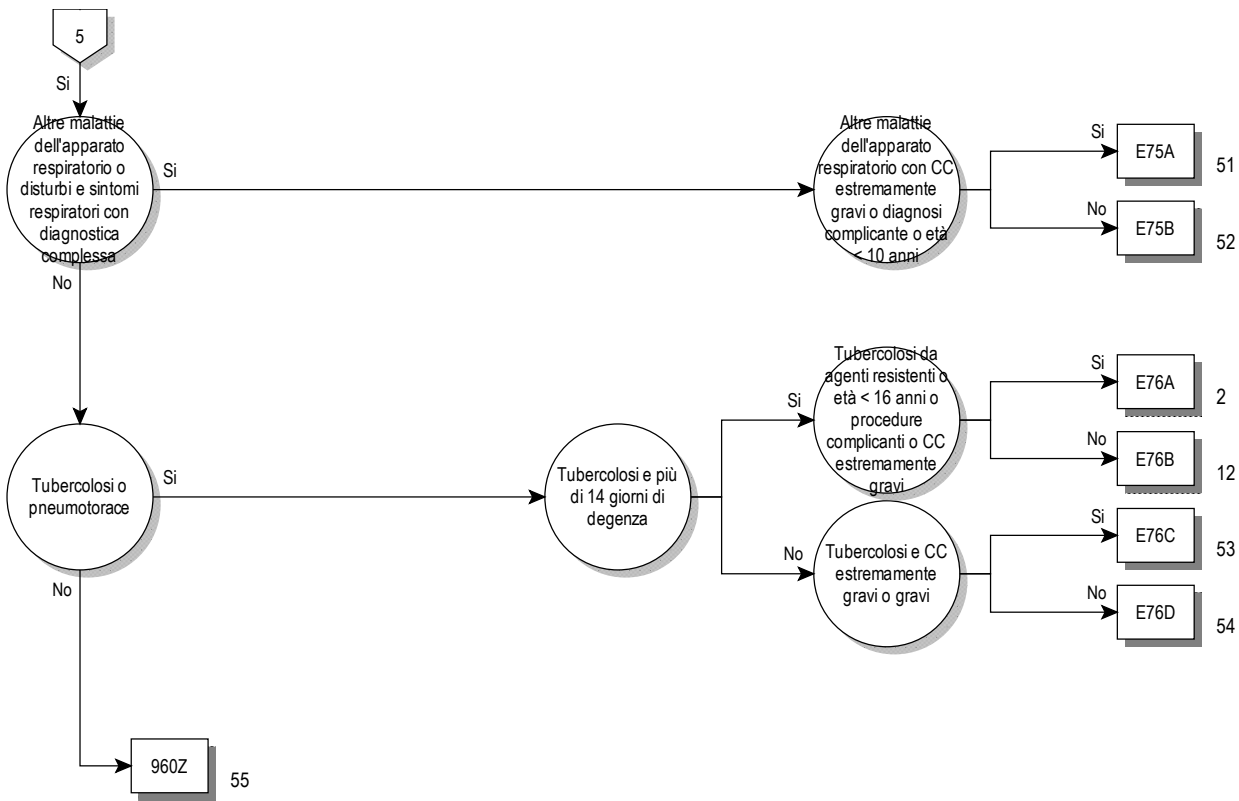 5
Si
Altre malattie
dell'apparato
respiratorio o
disturbi e sintomi
respiratori con
diagnostica
complessa
Si
Altre malattie
dell'apparato
respiratorio con CC
estremamente
gravi o diagnosi
complicante o età
< 10 anni
Si
E75A
51
No
E75B
52
No
Tubercolosi o
pneumotorace
Si
Tubercolosi e più
di 14 giorni di
degenza
Si
Tubercolosi da
agenti resistenti o
età < 16 anni o
procedure
complicanti o CC
estremamente
gravi
Si
E76A
2
No
E76B
12
No
Tubercolosi e CC
estremamente
gravi o gravi
Si
E76C
53
No
E76D
54
No
960Z
55